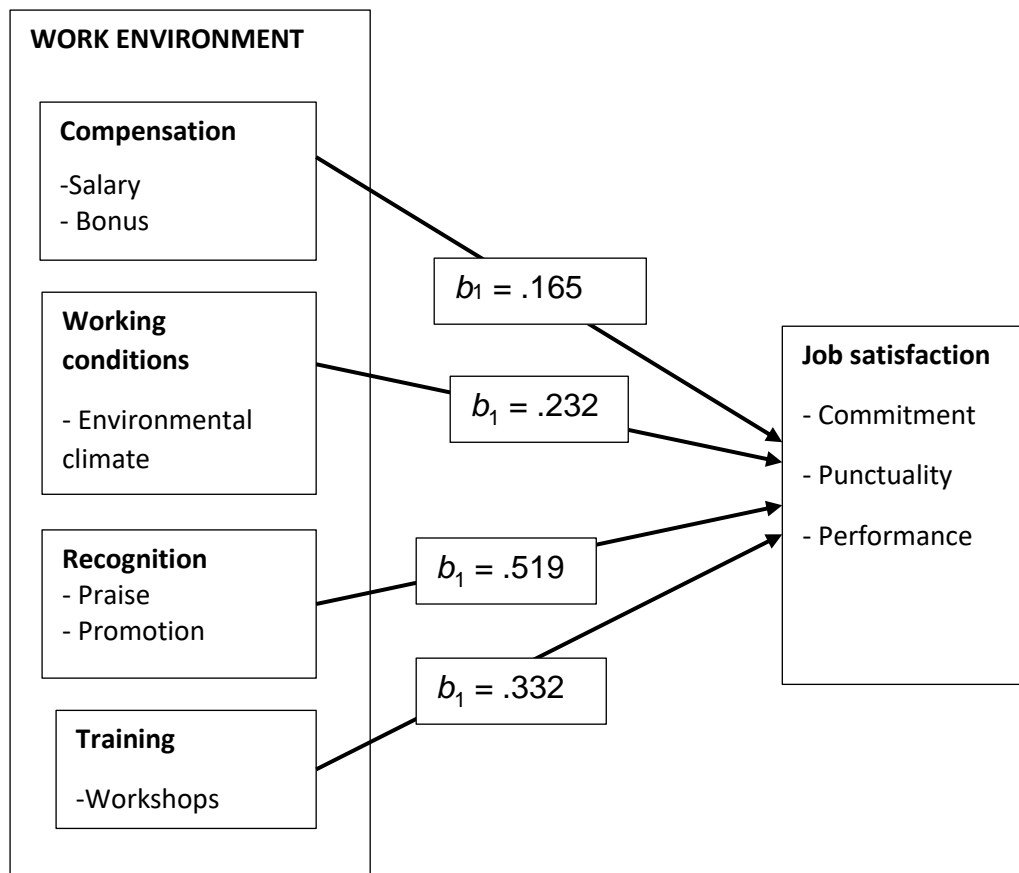 WORK ENVIRONMENT
Compensation
-Salary
- Bonus
b1 = .165
Working
conditions
- Environmental
climate
b1 = .232
Recognition
- Praise
- Promotion
b1 = .519
Training
-Workshops
b1 = .332
Job satisfaction
- Commitment
- Punctuality
- Performance